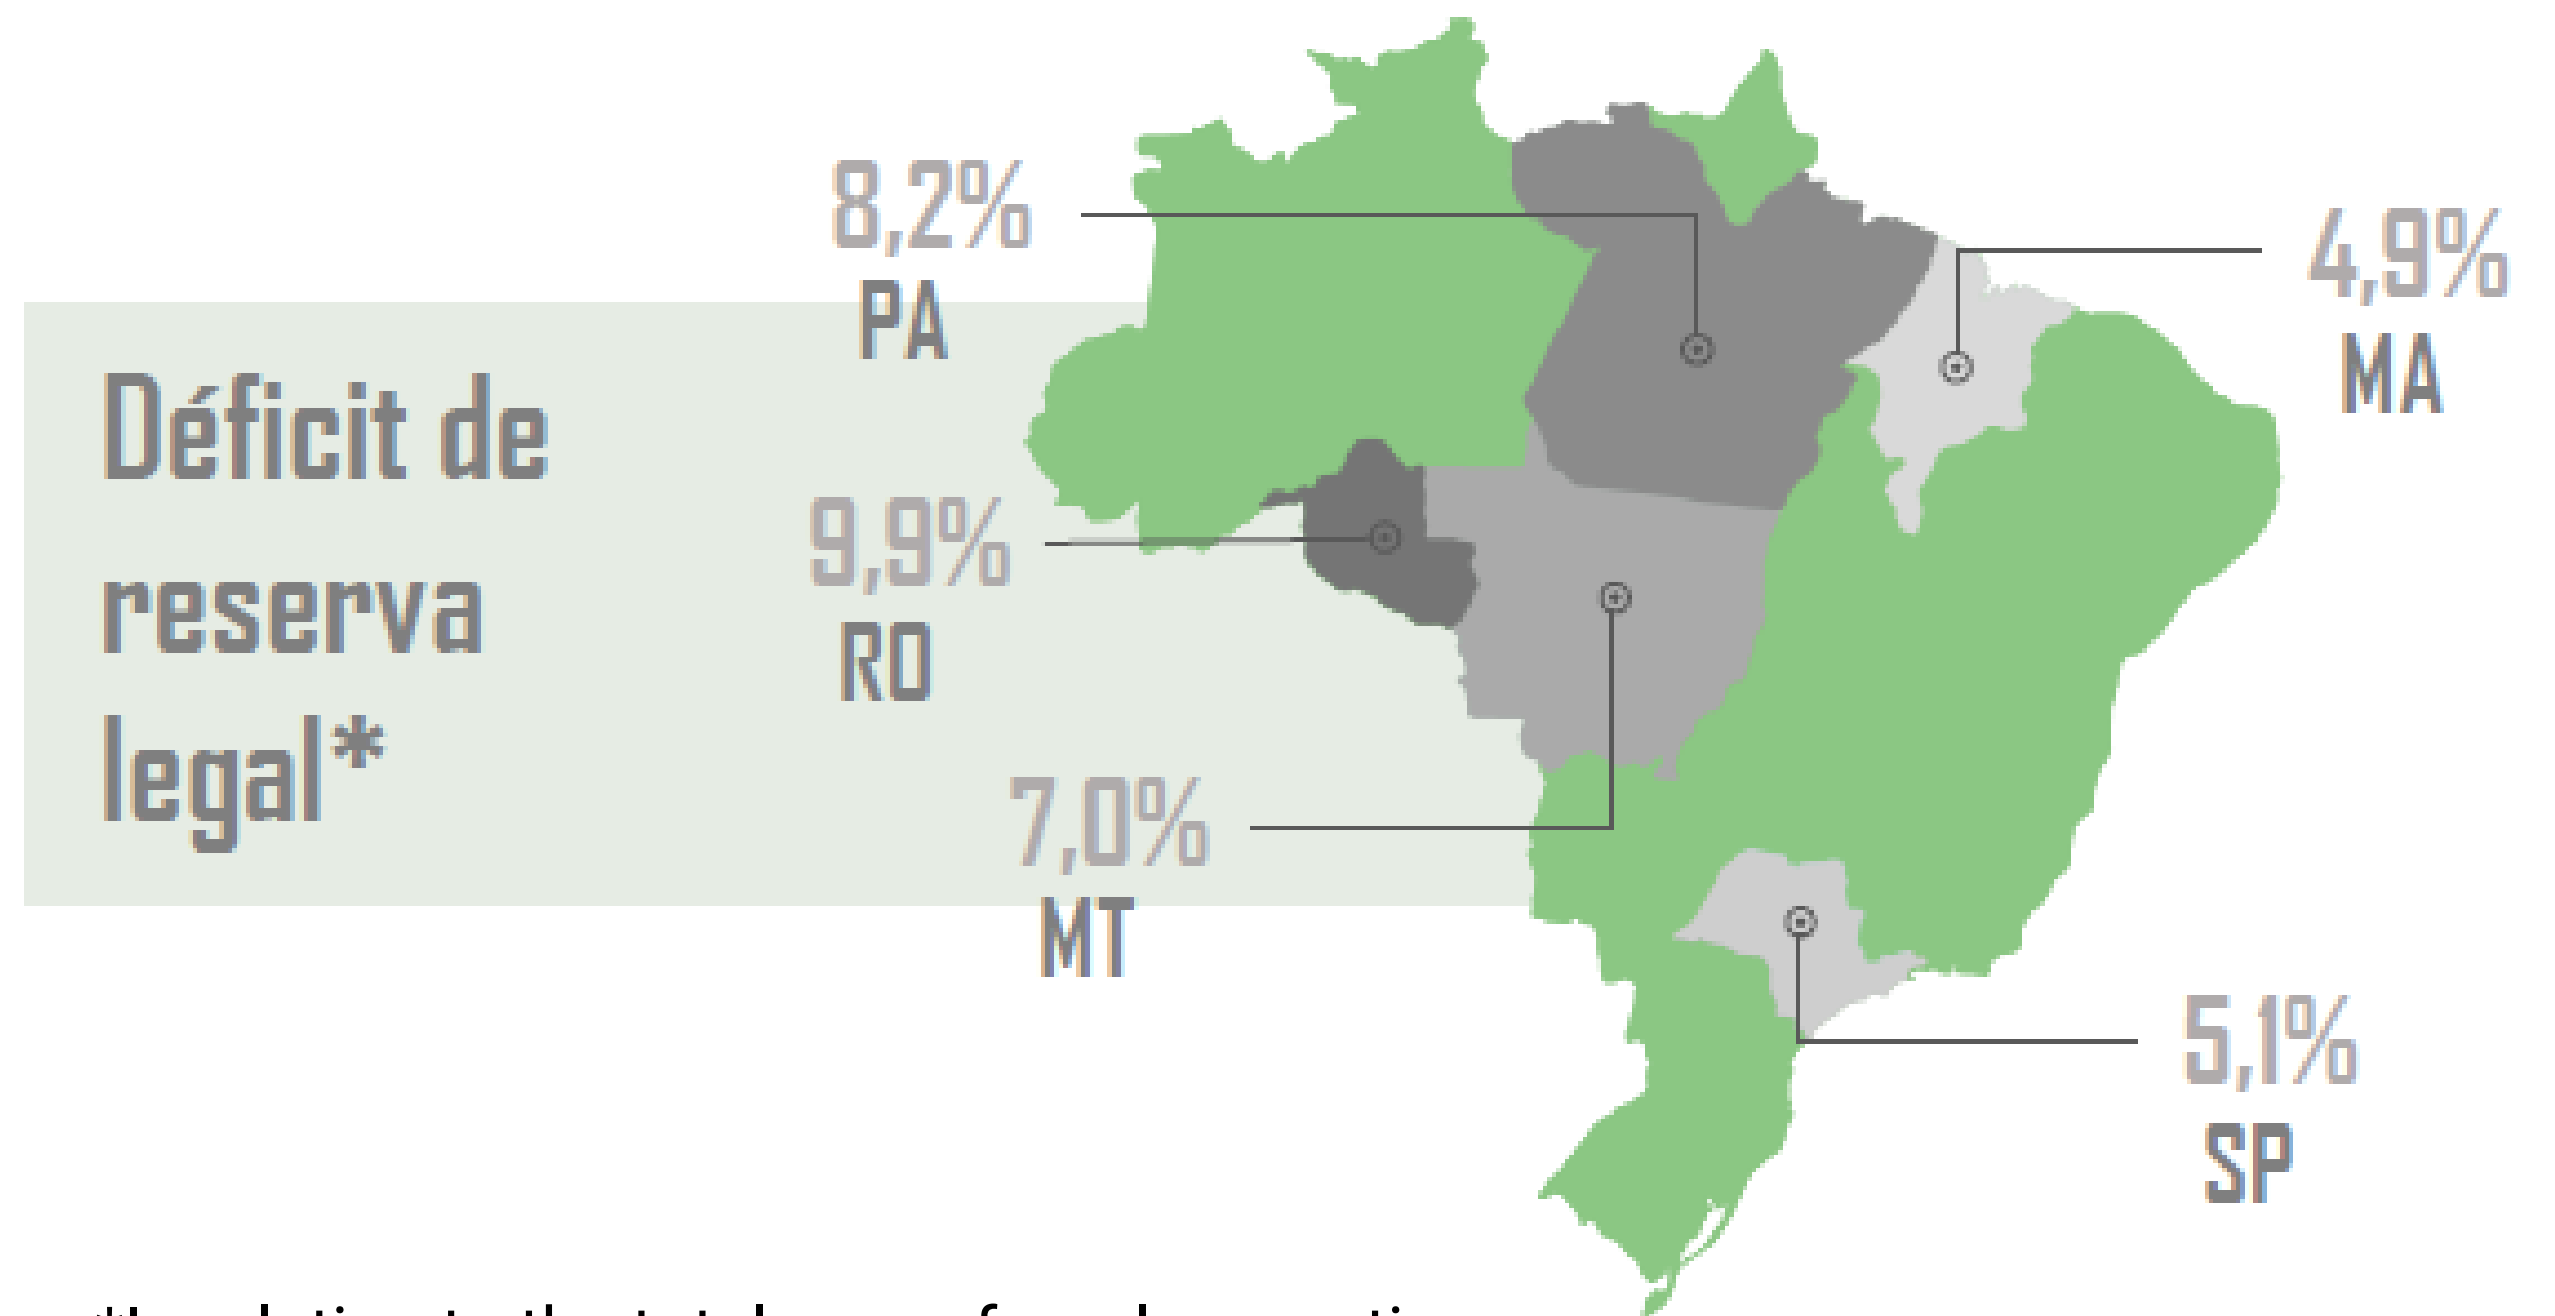 8,2%
PA
4,9%
MA
Déficit de
reserva
legal*
9,9%
RO
7,0%
MT
5,1%
SP